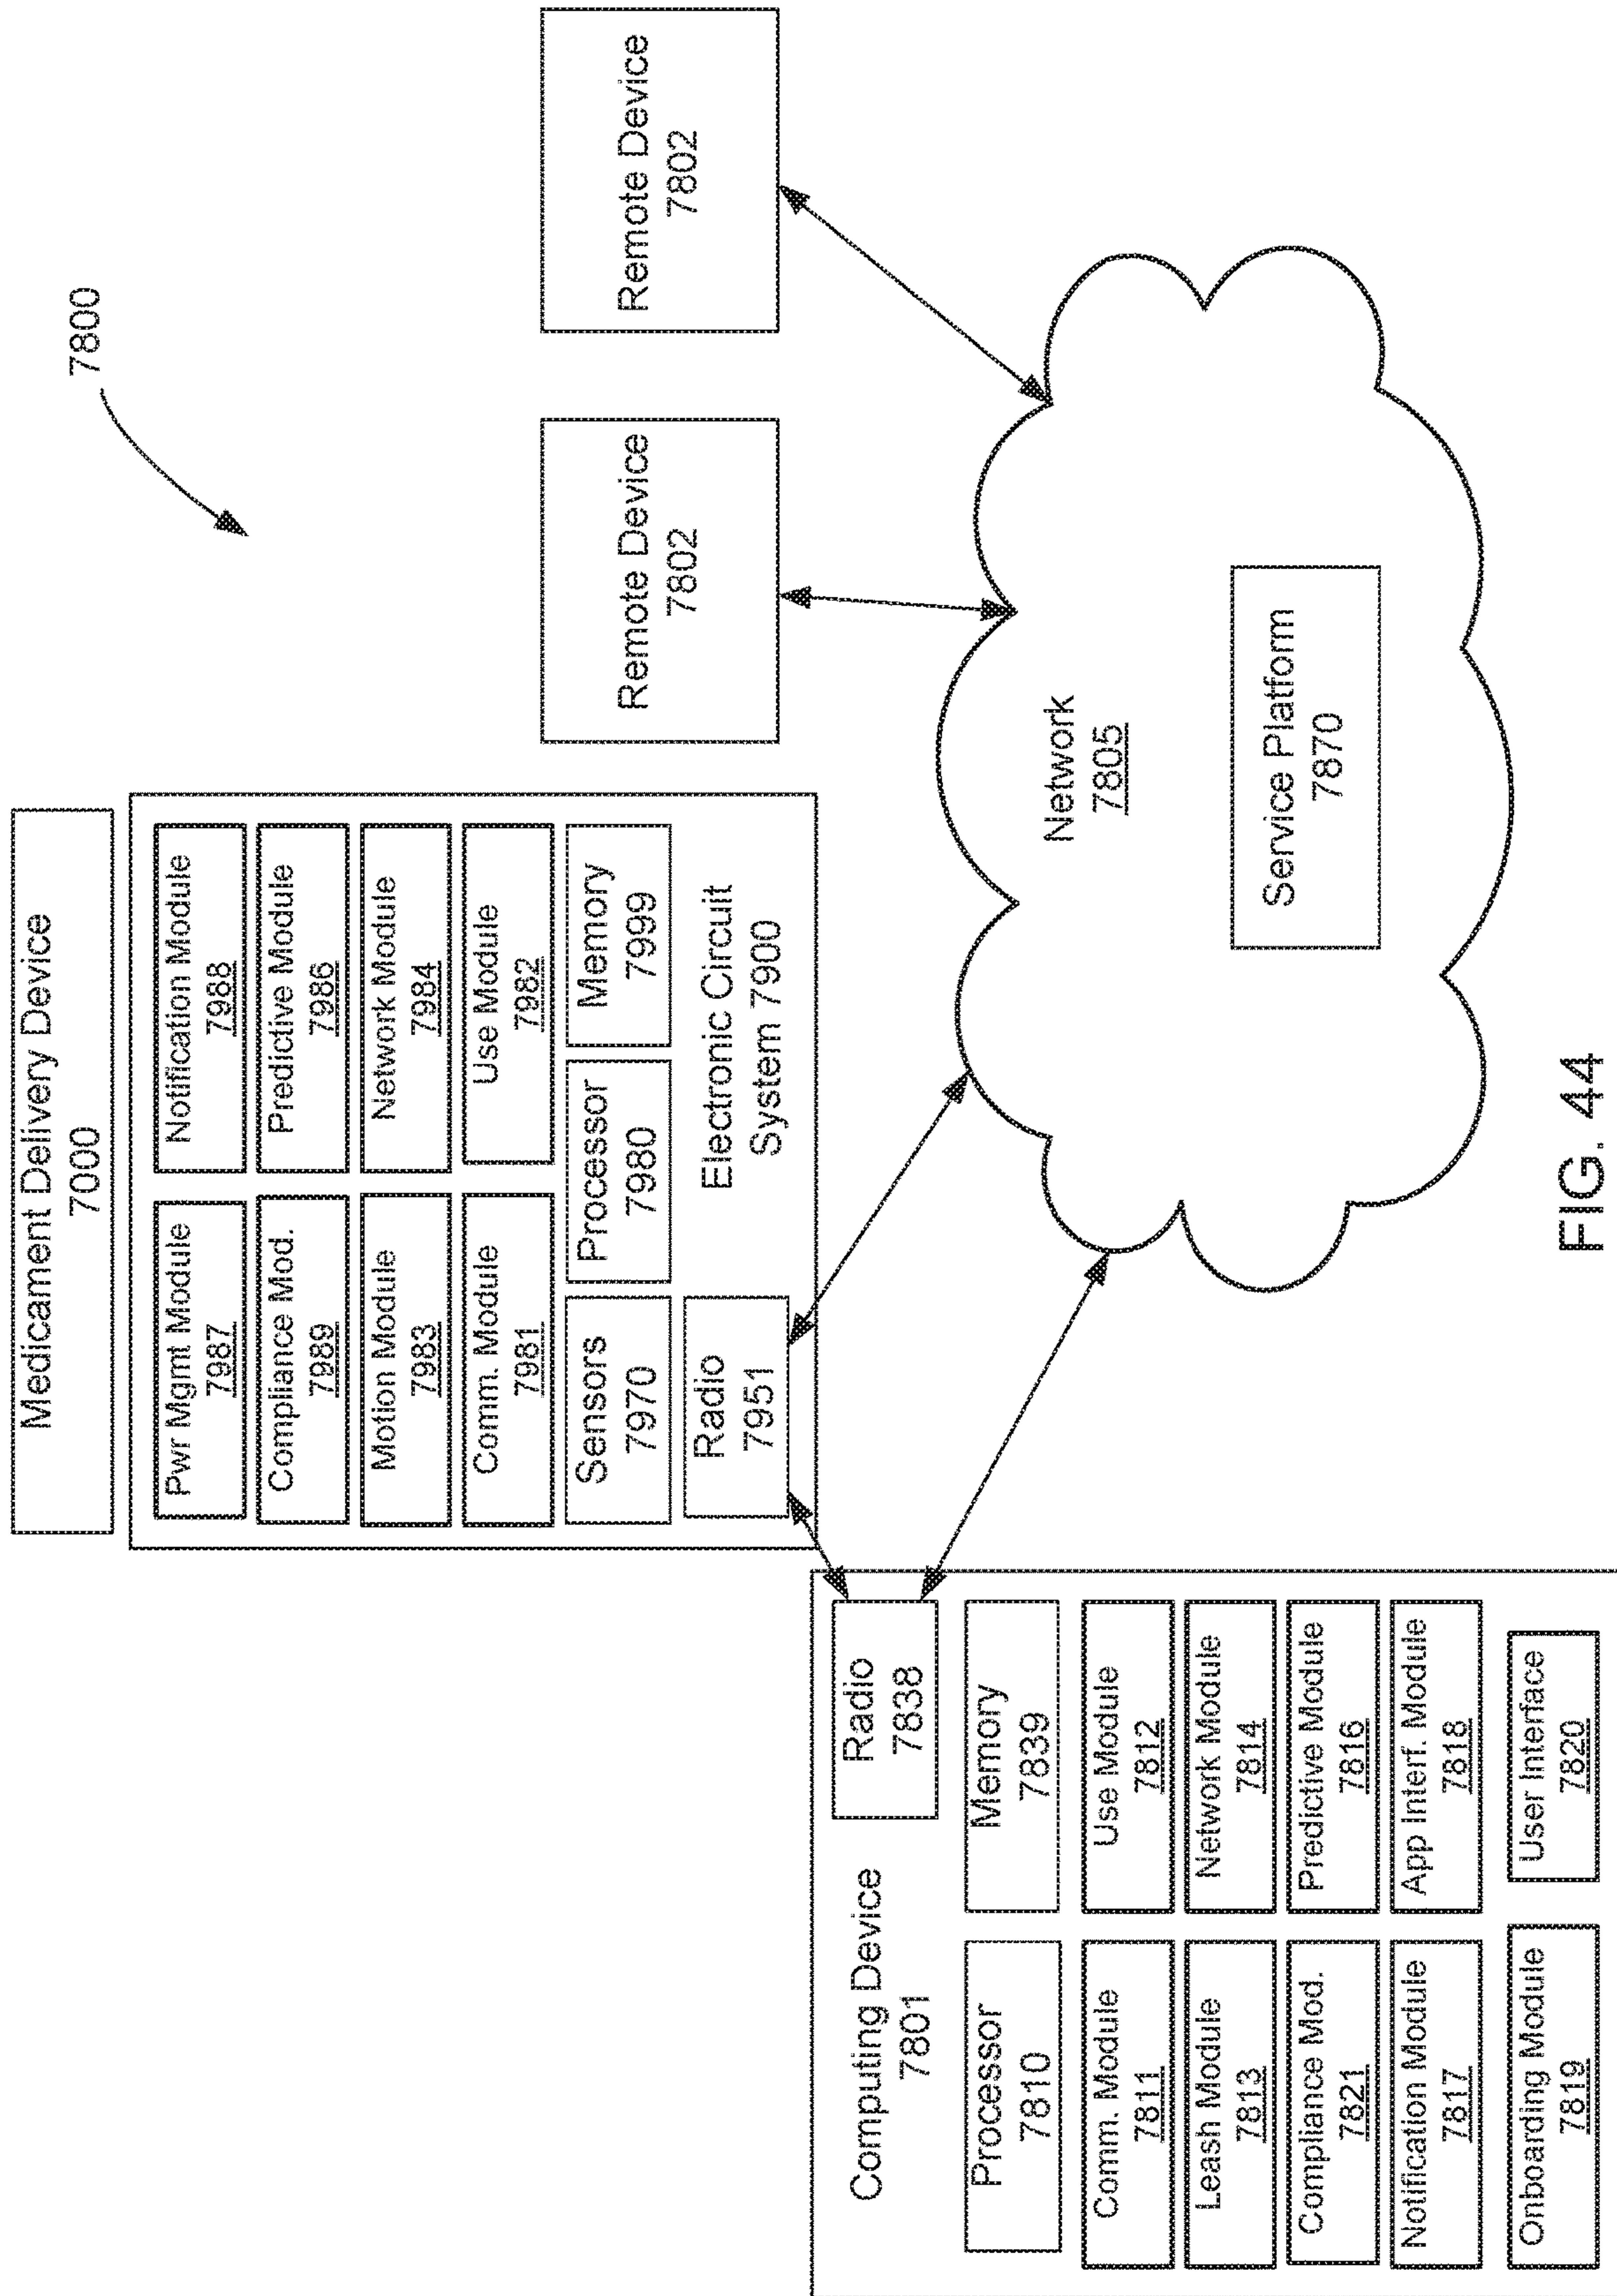 7800
Medicament Delivery Device
7000
Pwr Mgmt Module
7987
Notification Module
7988
Compliance Mod.
7989
Predictive Module
7986
Motion Module
7983
Network Module
7984
Comm. Module
7981
Use Module
7982
Sensors
7970
Processor
7980
Memory
7999
Radio
7951
Electronic Circuit
System 7900
Remote Device
7802
Remote Device
7802
Computing Device
7801
Radio
7838
Processor
7810
Memory
7839
Comm. Module
7811
Use Module
7812
Leash Module
7813
Network Module
7814
Compliance Mod.
7821
Predictive Module
7816
Notification Module
7817
App Interf. Module
7818
Onboarding Module
7819
User Interface
7820
Network
7805
Service Platform
7870
FIG. 44